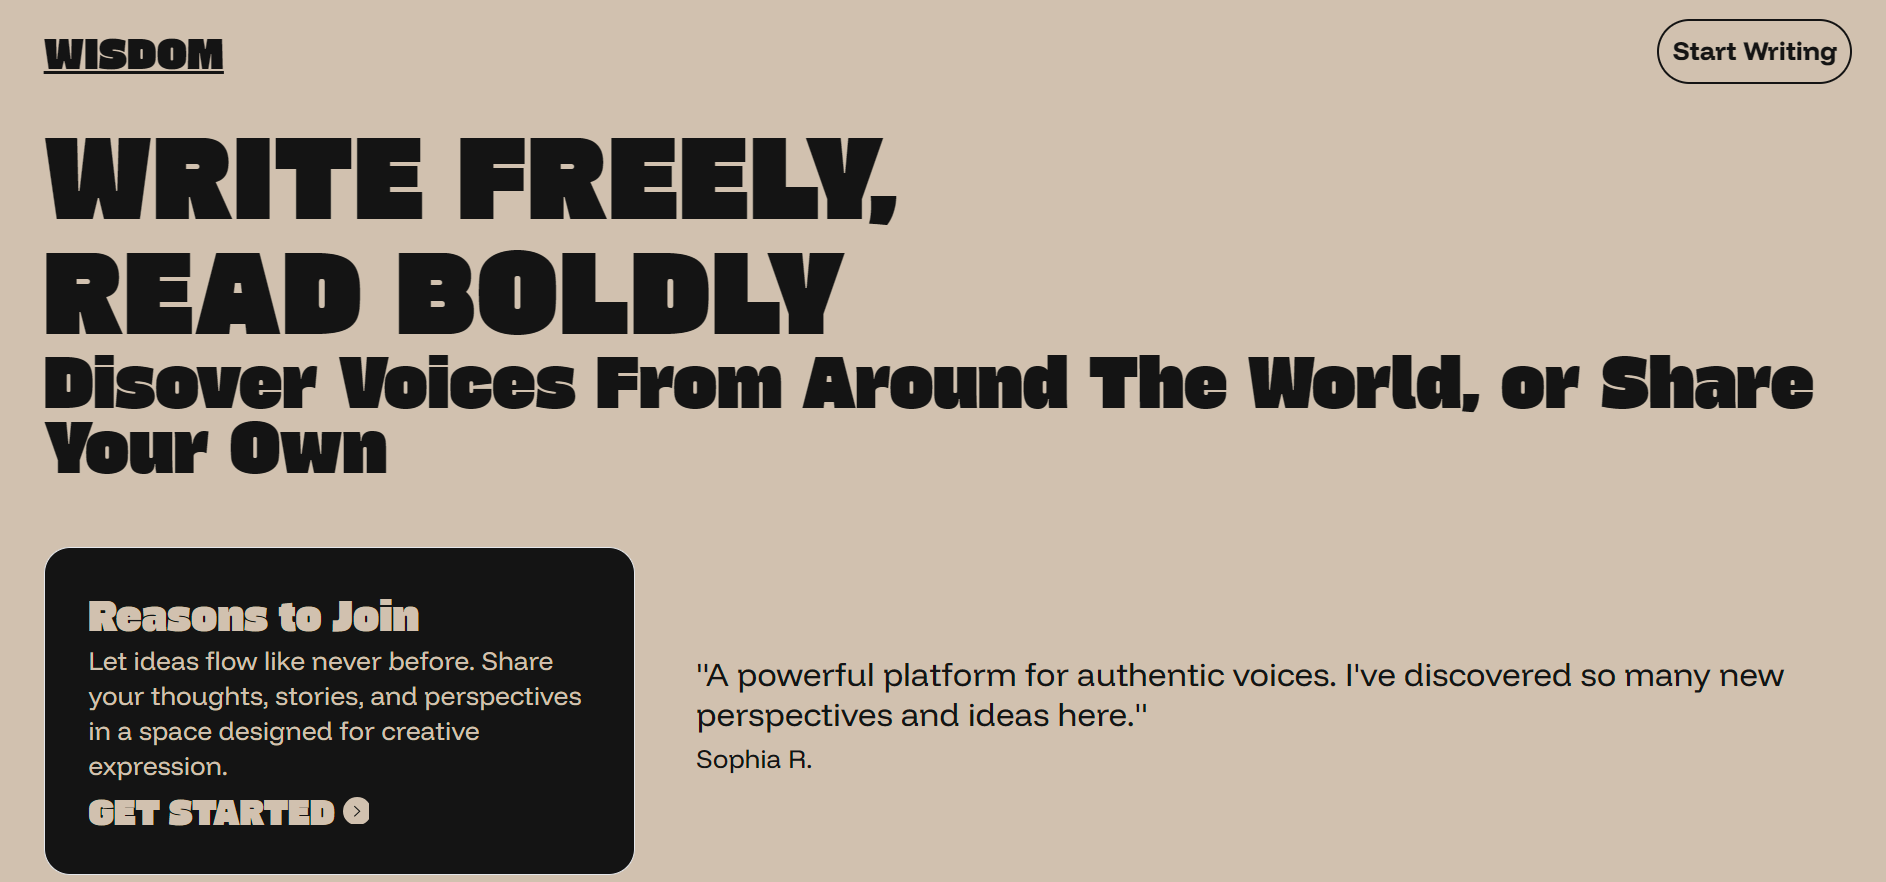 WISDOM
Start Writing
WRITE FREELY,
READ BOLDLY
Disover Voices From Around The World, or Share
Your Own
Reasons to Join
Let ideas flow like never before. Share
your thoughts, stories, and perspectives
in a space designed for creative
expression.
GET STARTED
"A powerful platform for authentic voices. I've discovered so many new
perspectives and ideas here."
Sophia R.